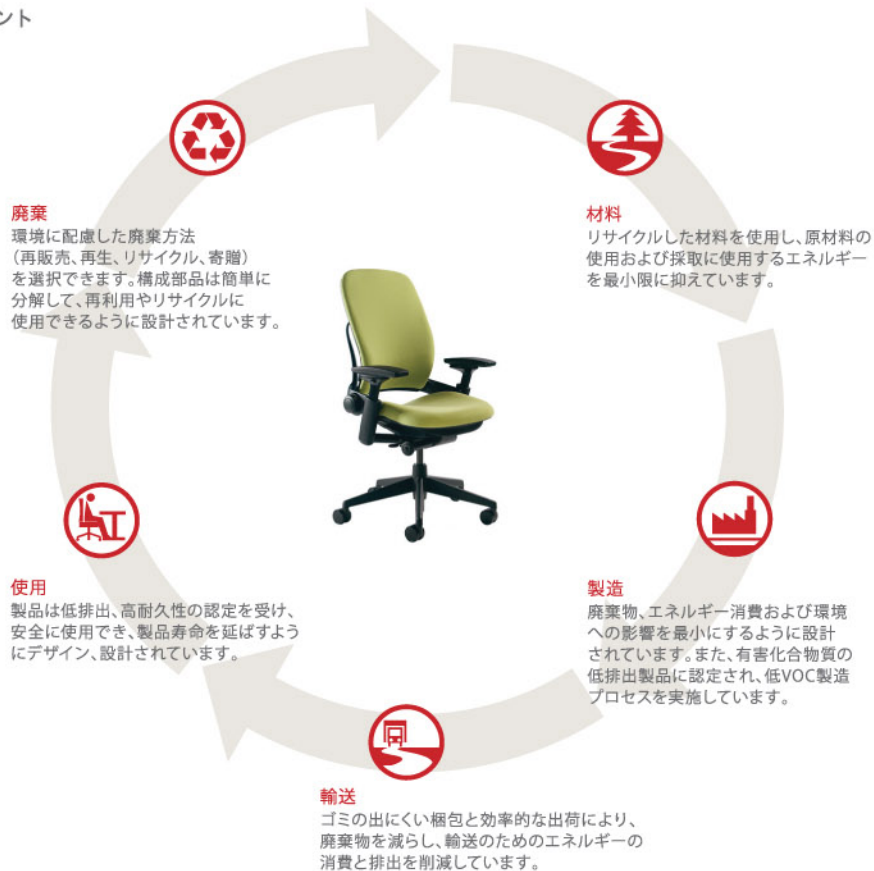 ント
廃棄
環境に配慮した廃棄方法
（再販売、再生、リサイクル、寄贈）
を選択できます。構成部品は簡単に
分解して、再利用やリサイクルに
使用できるように設計されています。
材料
リサイクルした材料を使用し、原材料の
使用および採取に使用するエネルギー
を最小限に抑えています。
使用
製品は低排出、高耐久性の認定を受け、
安全に使用でき、製品寿命を延ばすよう
にデザイン、設計されています。
製造
廃棄物、エネルギー消費および環境
への影響を最小にするように設計
されています。また、有害化合物質の
低排出製品に認定され、低VOC製造
プロセスを実施しています。
輸送
ゴミの出にくい梱包と効率的な出荷により、
廃棄物を減らし、輸送のためのエネルギーの
消費と排出を削減しています。